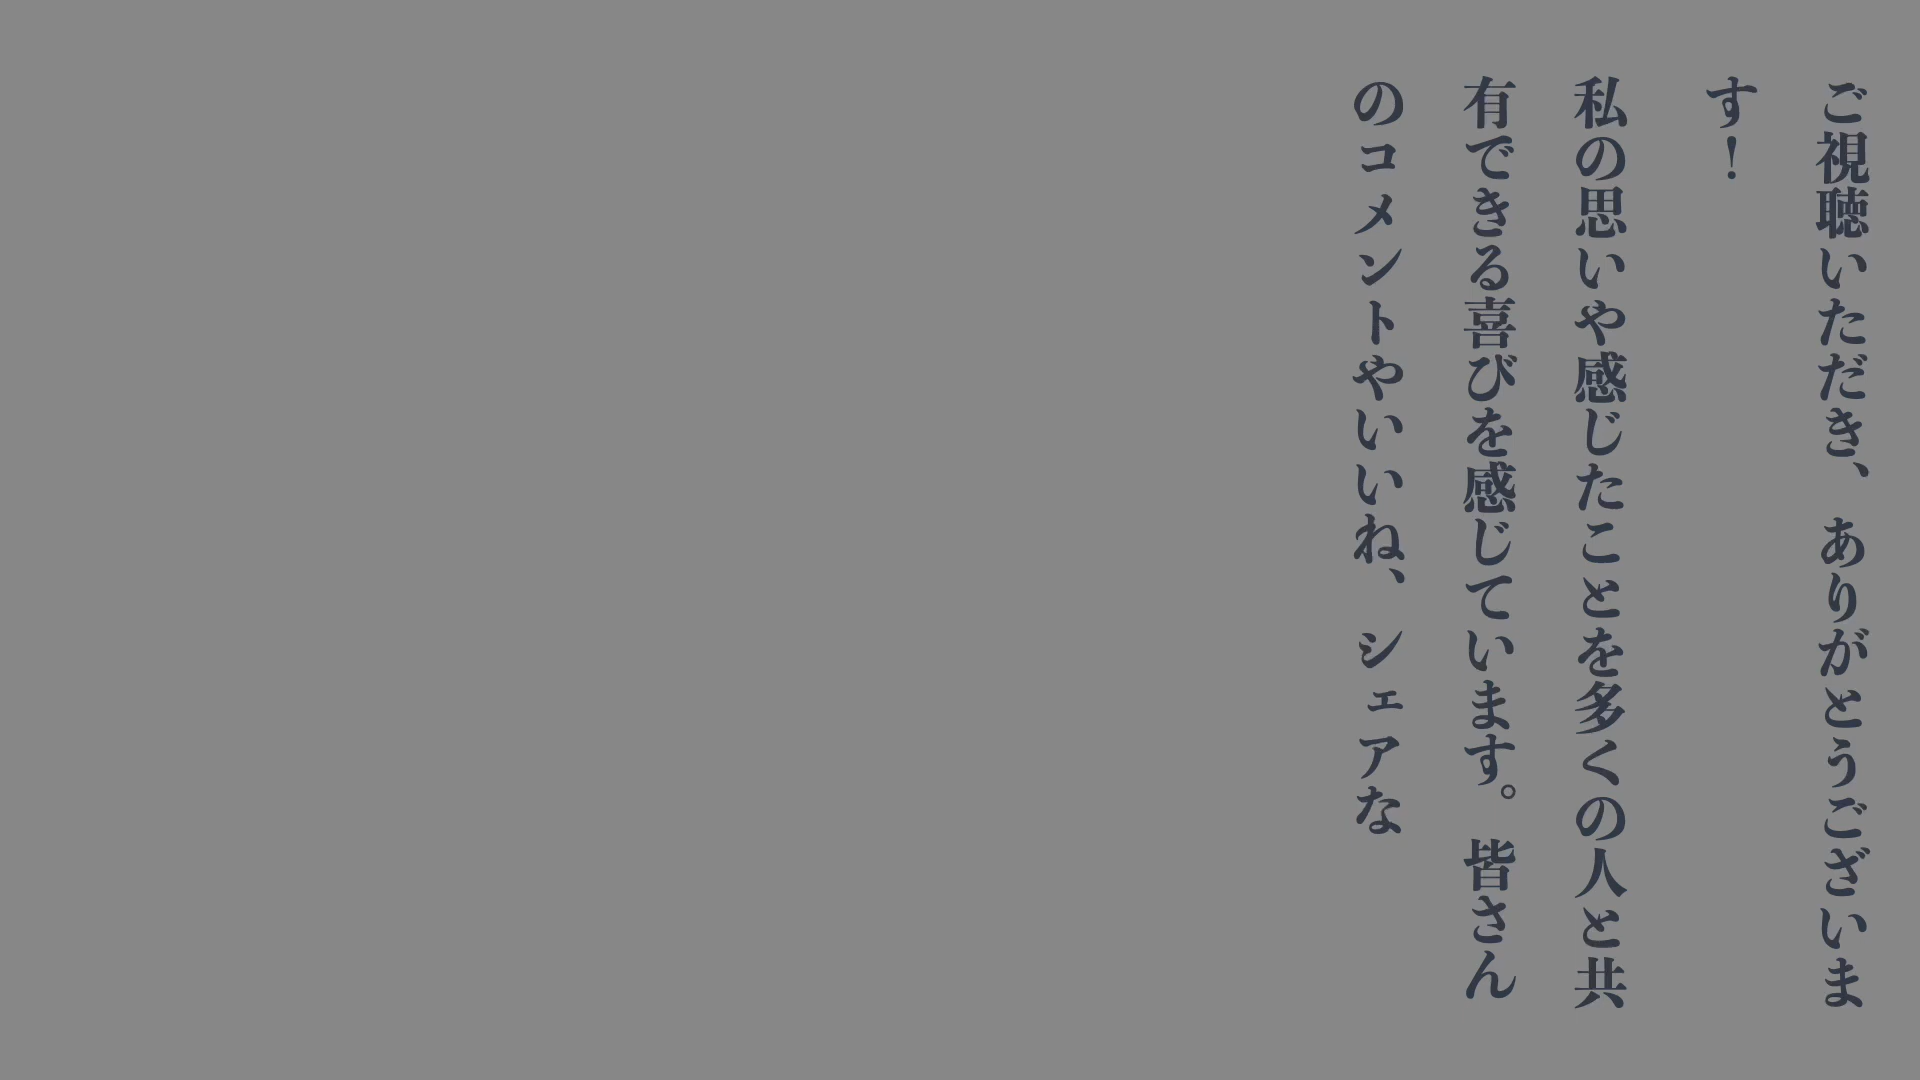 ご視聴いただき、ありがとうございま
す！
私の思いや感じたことを多くの人と共
有できる喜びを感じています。皆さん
のコメントやいいね、シェアな